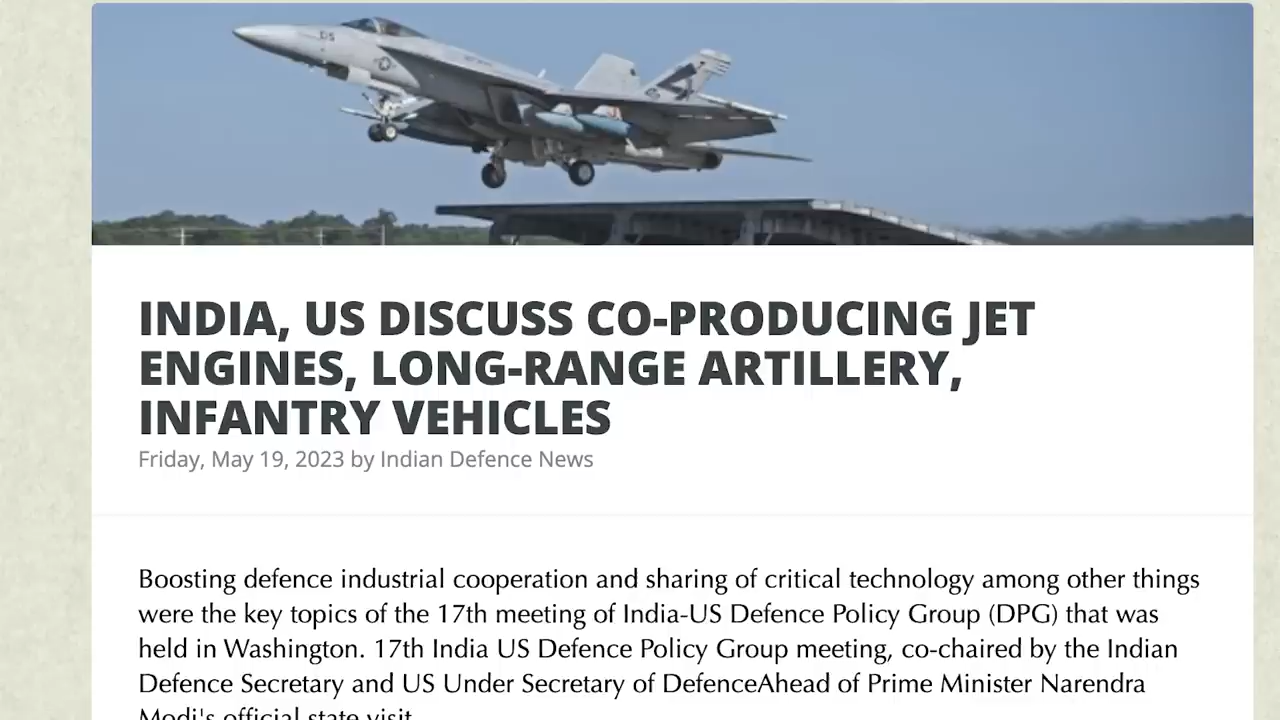 INDIA, US DISCUSS CO-PRODUCING JET
ENGINES, LONG-RANGE ARTILLERY,
INFANTRY VEHICLES
Friday, May 19, 2023 by Indian Defence News
Boosting defence industrial cooperation and sharing of critical technology among other things
were the key topics of the 17th meeting of India-US Defence Policy Group (DPG) that was
held in Washington. 17th India US Defence Policy Group meeting, co-chaired by the Indian
Defence Secretary and US Under Secretary of DefenceAhead of Prime Minister Narendra
Modi's official state visit